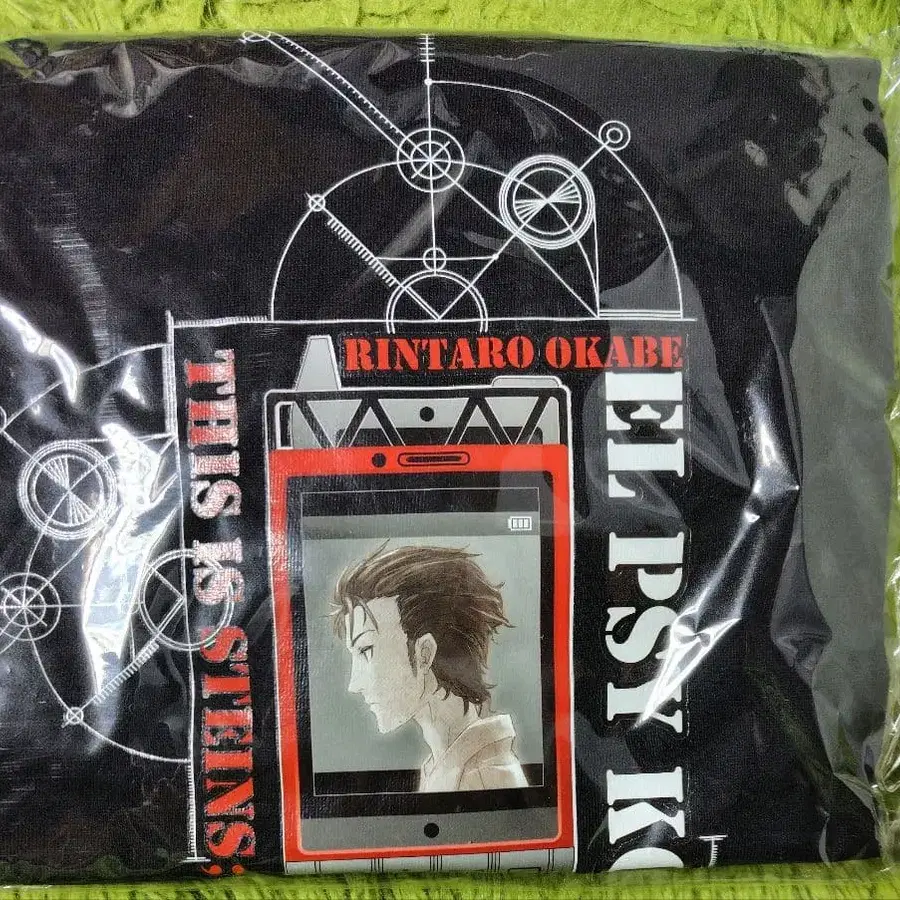 RINTARO OKABE
THIS IS STEINS;
EL PSY KO